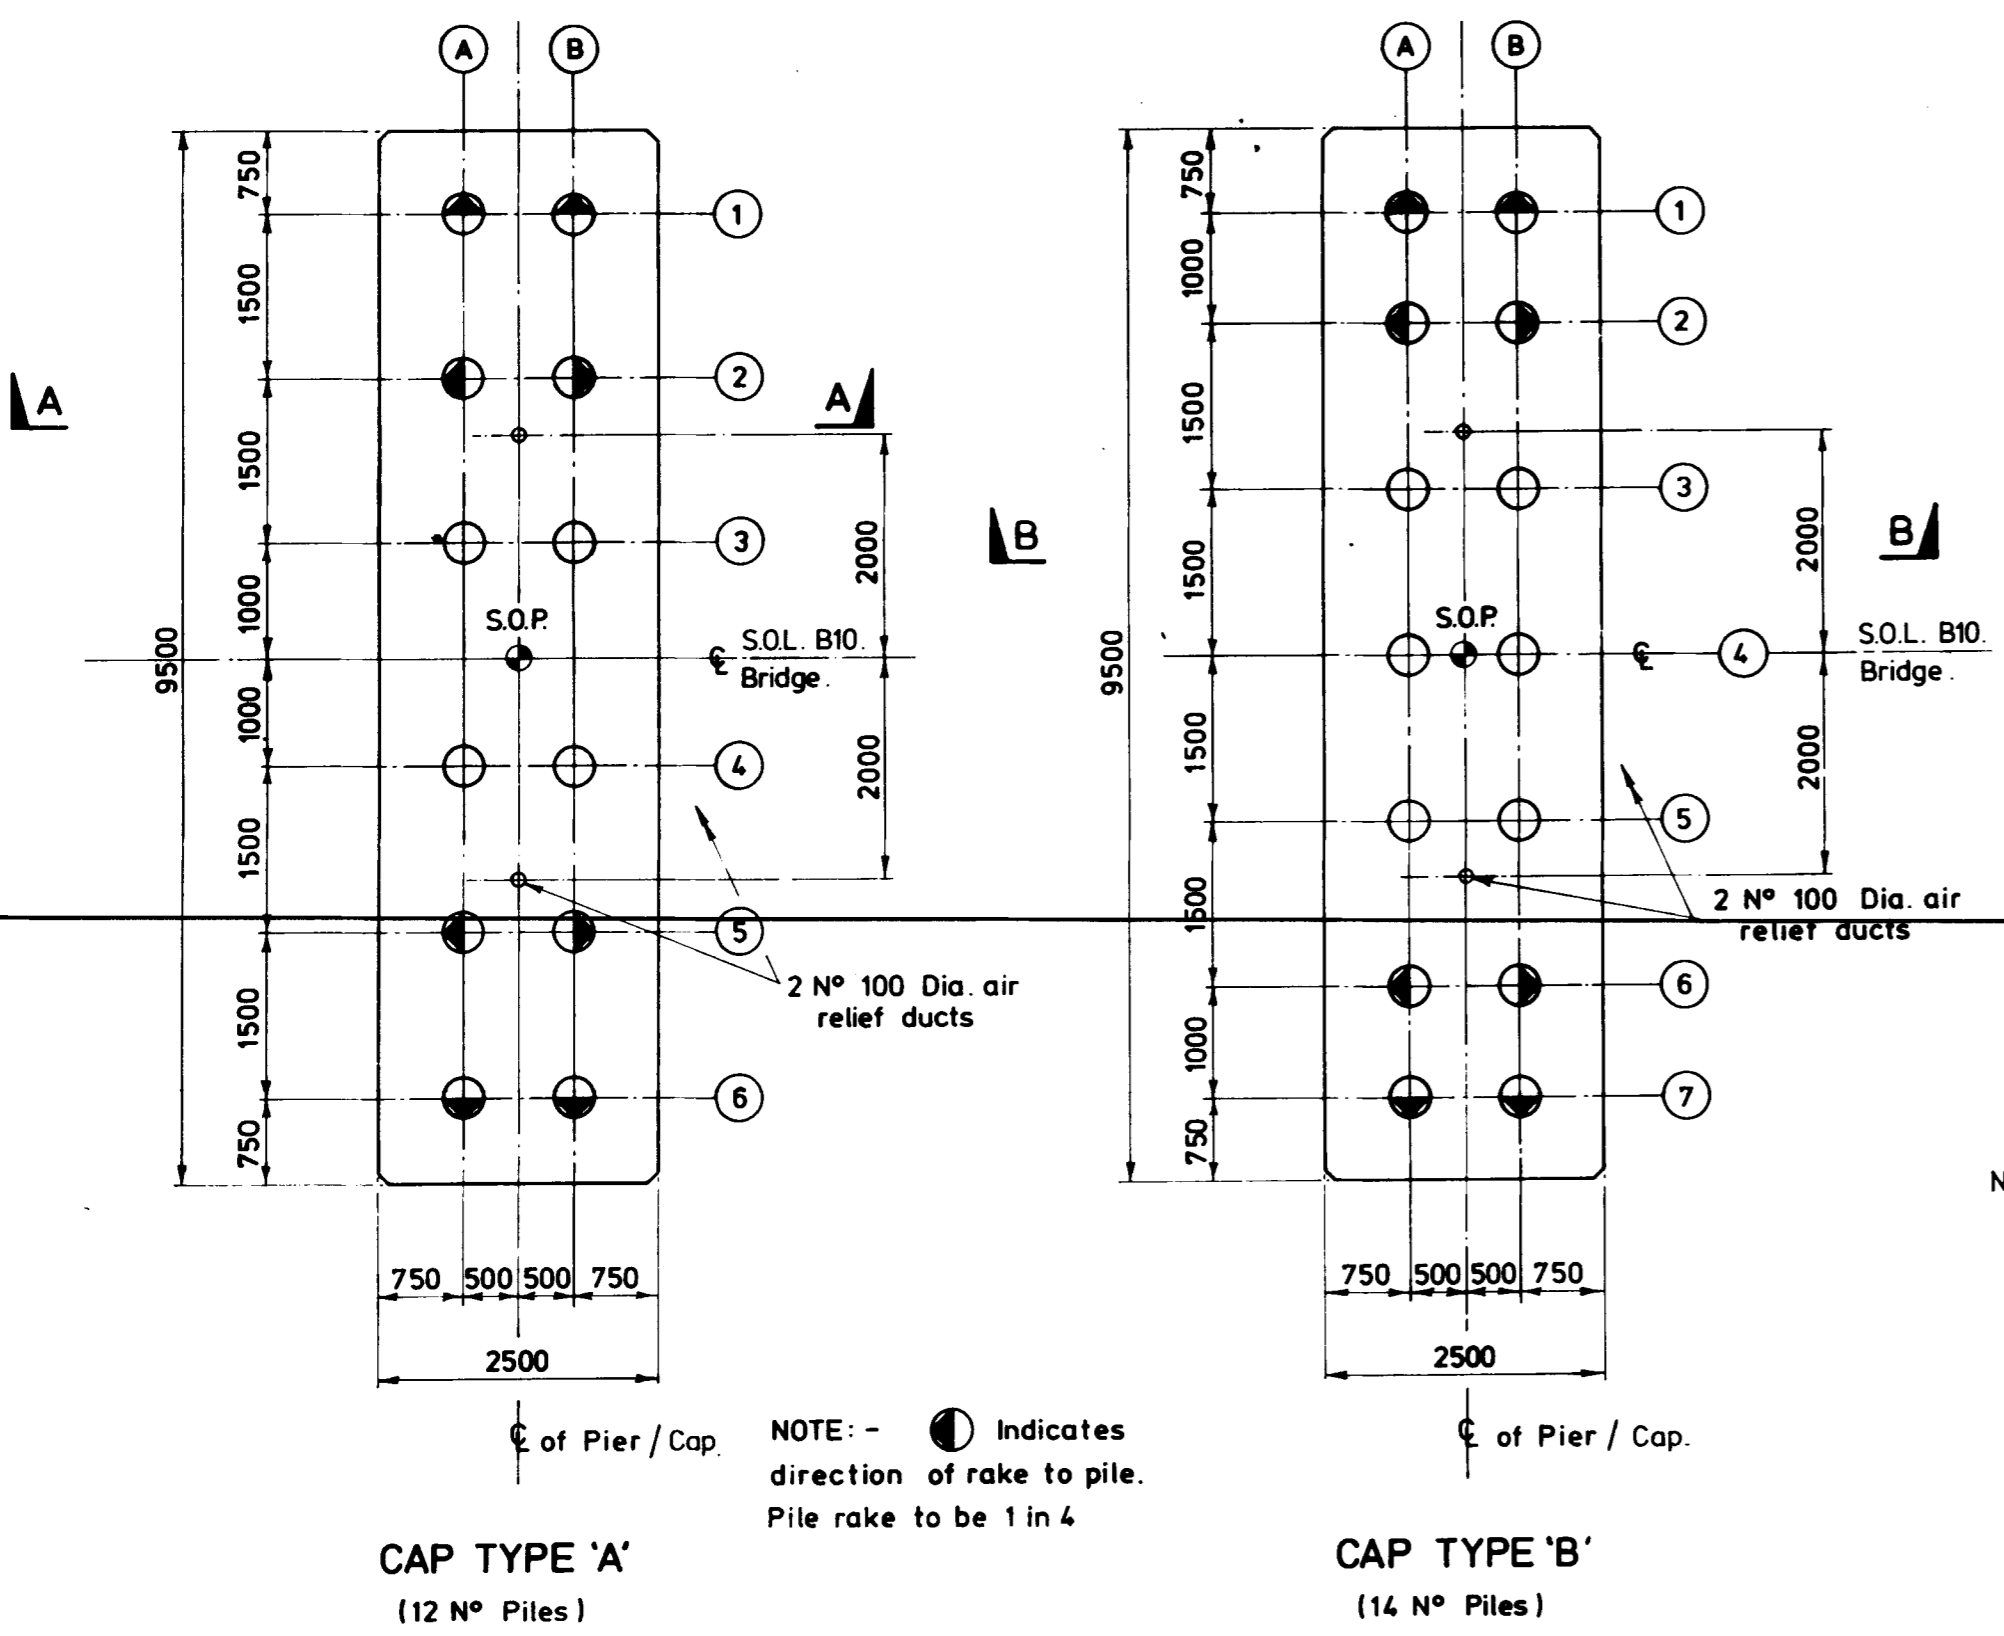 A B
750
1
1500
2
A A
1500
3
1000
2000
S.O.P.
9500
℄ S.O.L. B10.
Bridge.
1000
4
2000
1500
5
1500
2 Nº 100 Dia. air
relief ducts
6
750
750 500 500 750
2500
℄ of Pier / Cap.
CAP TYPE 'A'
(12 Nº Piles)
NOTE: - Indicates
direction of rake to pile.
Pile rake to be 1 in 4
A B
750
1
1000
2
1500
3
B B
1500
2000
S.O.P.
9500
℄ 4 S.O.L. B10.
Bridge.
1500
2000
5
1500
2 Nº 100 Dia. air
relief ducts
6
1000
7
750
N
750 500 500 750
2500
℄ of Pier / Cap.
CAP TYPE 'B'
(14 Nº Piles)